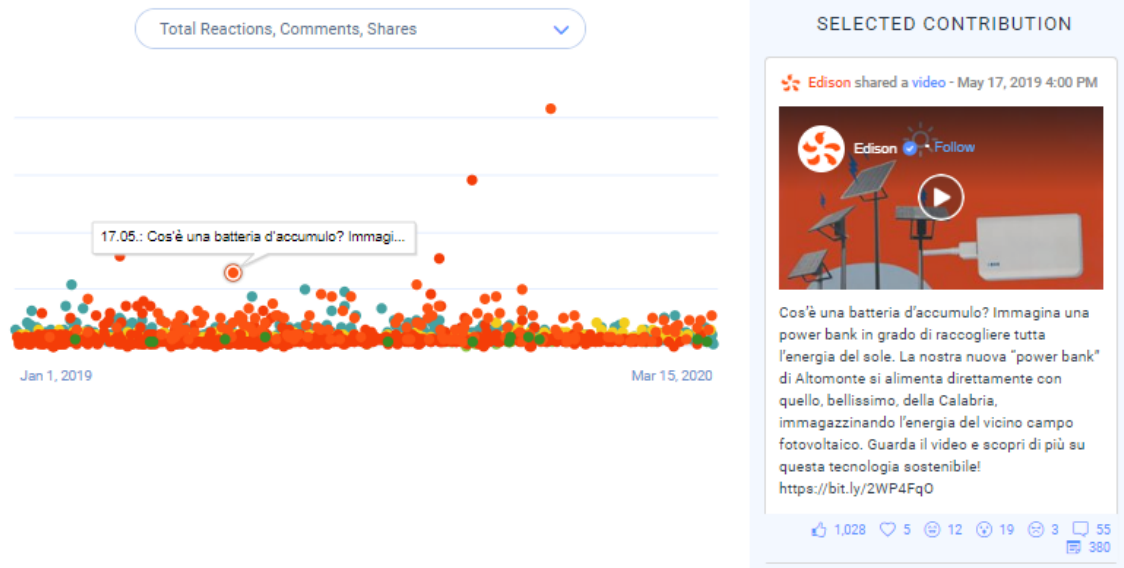 Total Reactions, Comments, Shares
17.05.: Cos'è una batteria d'accumulo? Immagi...
Jan 1, 2019
Mar 15, 2020
SELECTED CONTRIBUTION
Edison shared a video - May 17, 2019 4:00 PM
Edison • Follow
Cos'è una batteria d'accumulo? Immagina una
power bank in grado di raccogliere tutta
l'energia del sole. La nostra nuova "power bank"
di Altomonte si alimenta direttamente con
quello, bellissimo, della Calabria,
immagazzinando l'energia del vicino campo
fotovoltaico. Guarda il video e scopri di più su
questa tecnologia sostenibile!
https://bit.ly/2WP4FqO
1,028 5 12 19 3 55
380